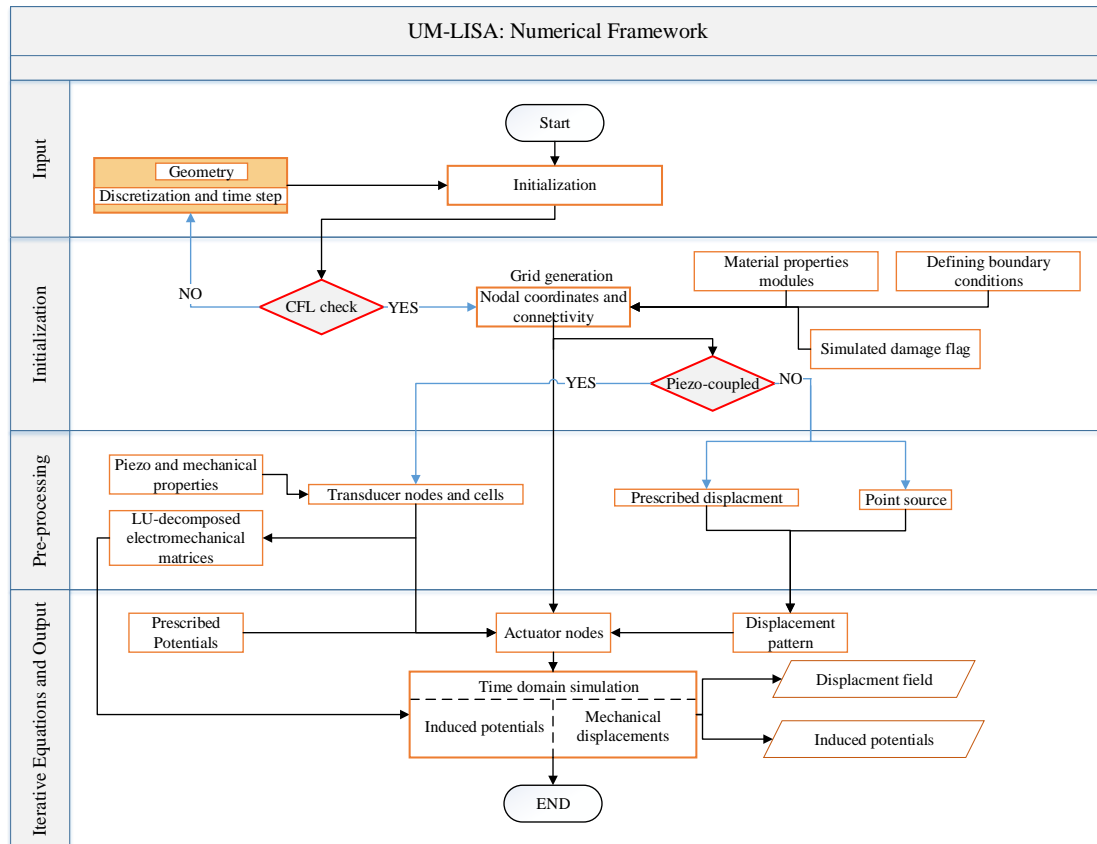 UM-LISA: Numerical Framework
Input
Start
Geometry
Discretization and time step
Initialization
Initialization
CFL check
NO
YES
Grid generation
Nodal coordinates and
connectivity
Material properties
modules
Defining boundary
conditions
Simulated damage flag
Piezo-coupled
YES
NO
Pre-processing
Piezo and mechanical
properties
Transducer nodes and cells
LU-decomposed
electromechanical
matrices
Prescribed displacment
Point source
Iterative Equations and Output
Prescribed
Potentials
Actuator nodes
Displacement
pattern
Time domain simulation
Induced potentials
Mechanical
displacements
Displacment field
Induced potentials
END